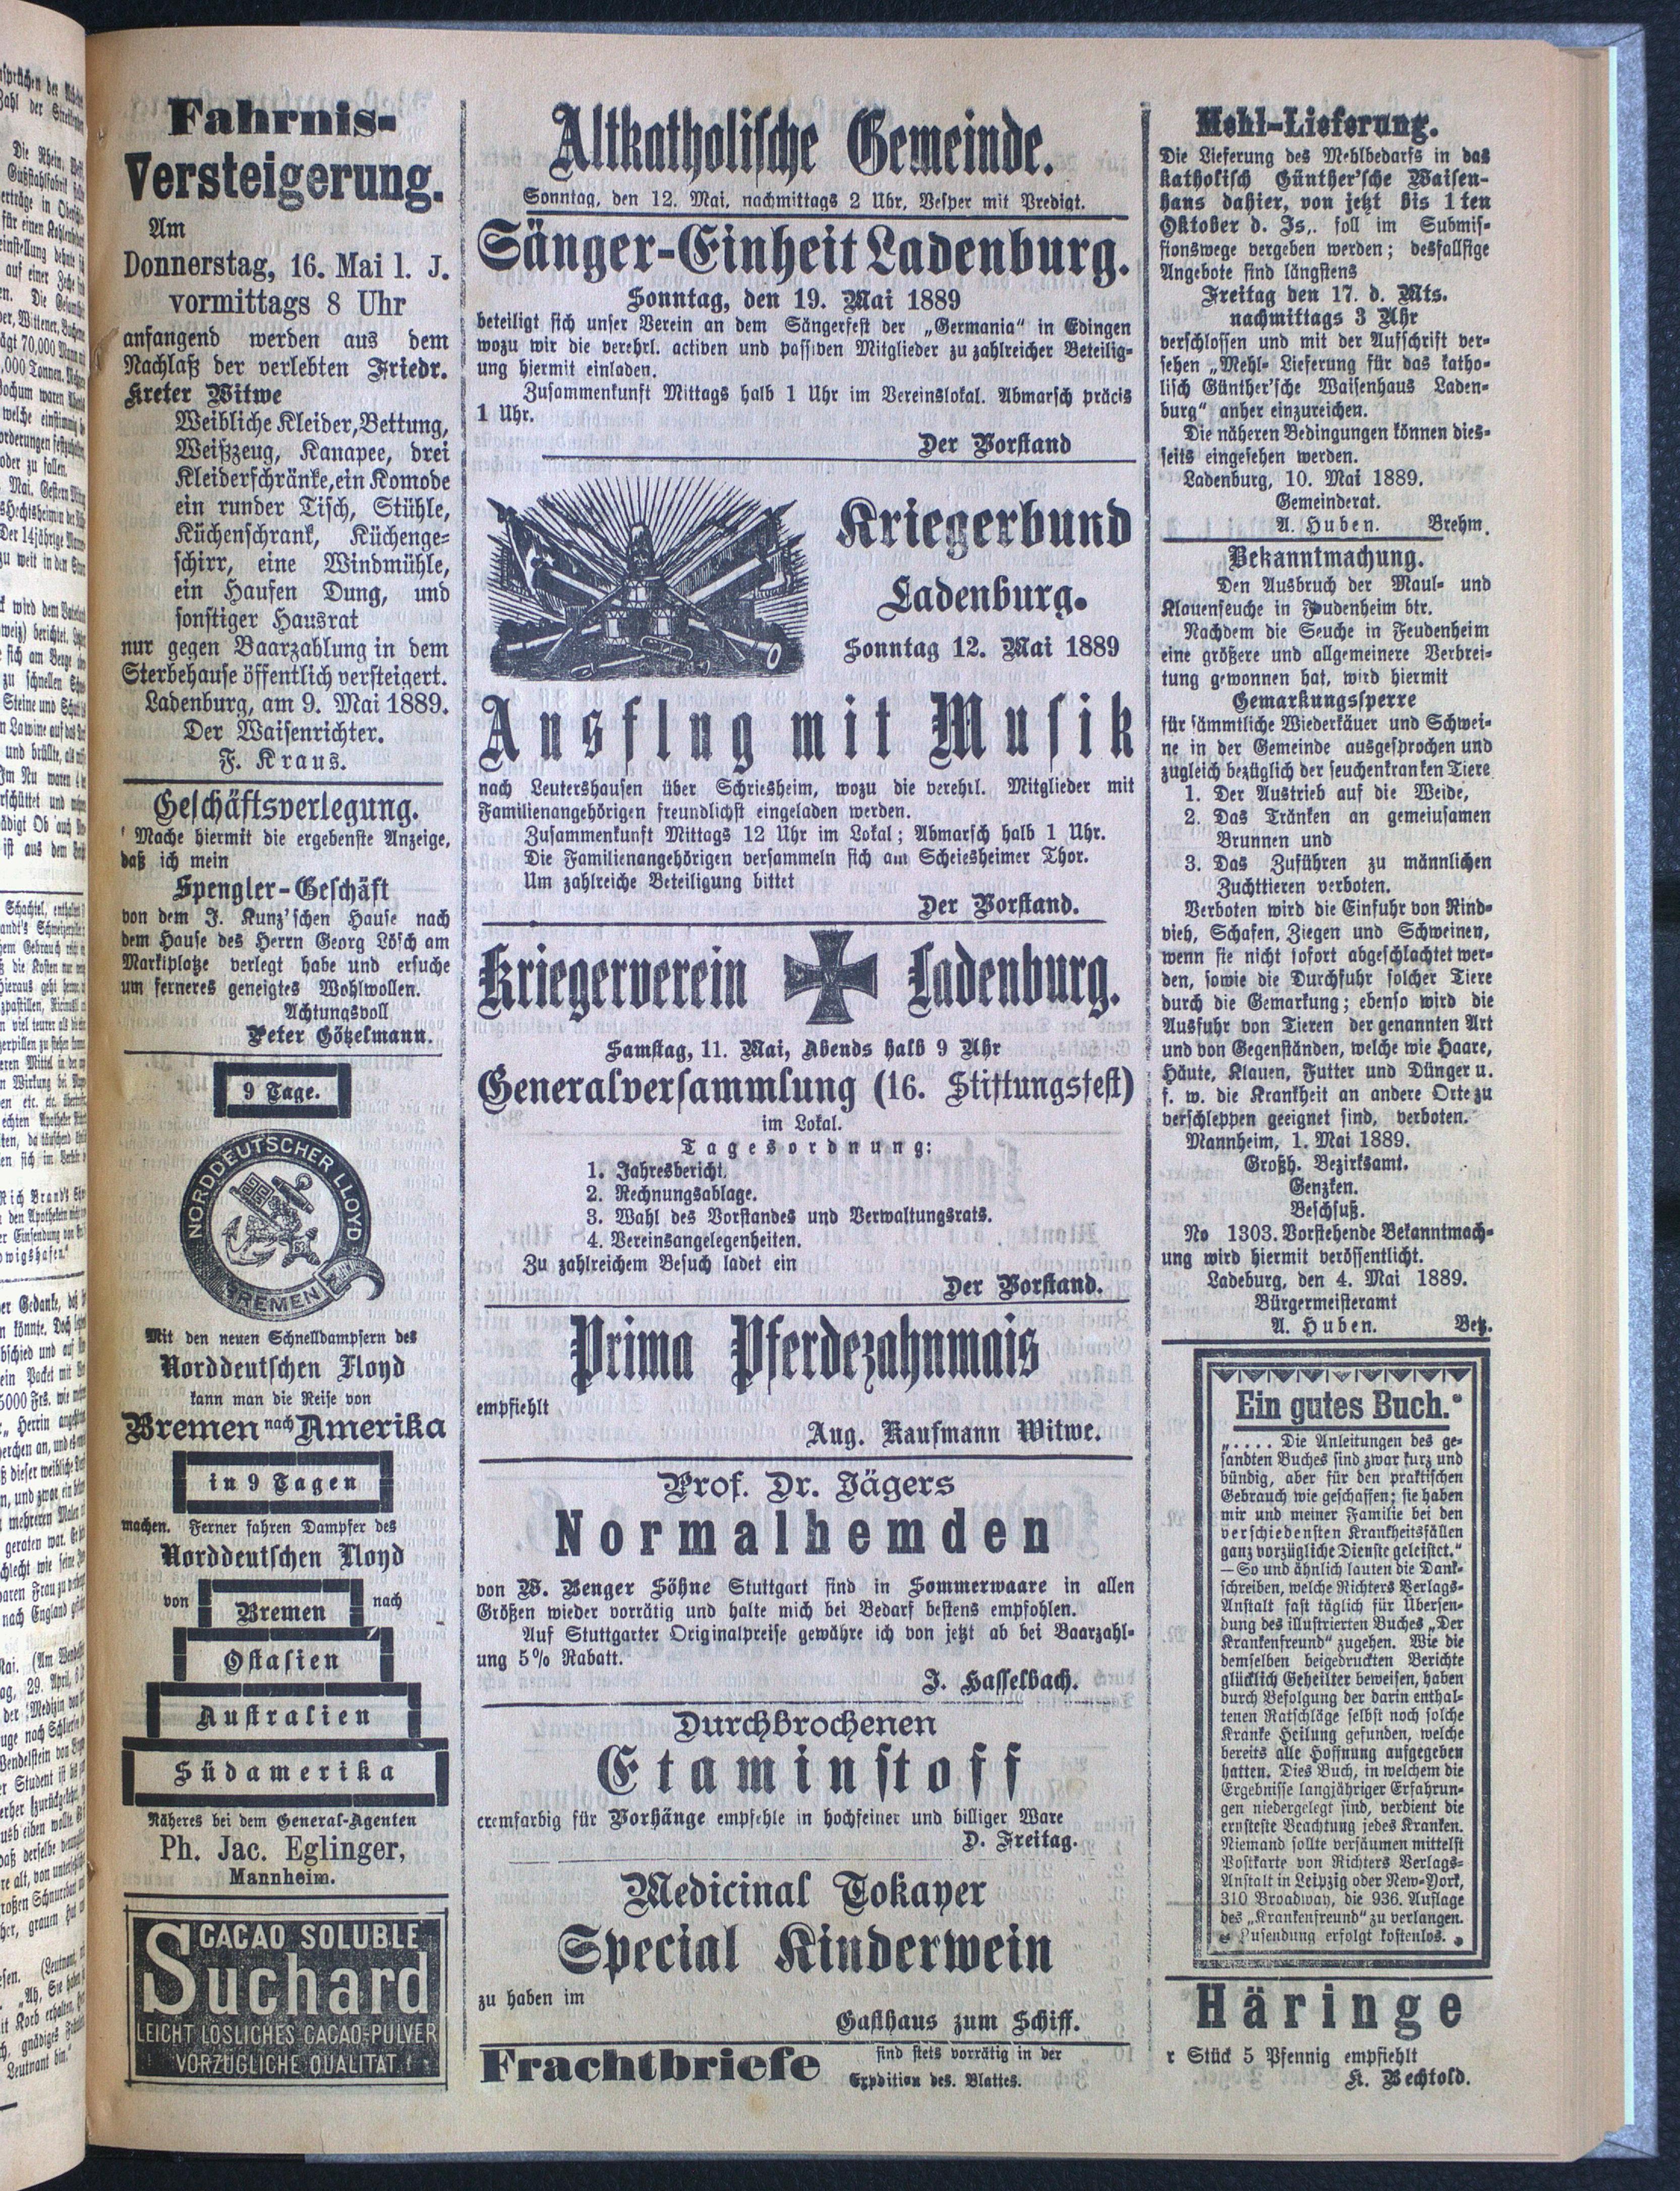 Fahrnis-
Versteigerung.
Am
Donnerstag, 16. Mai l. J.
vormittags 8 Uhr
anfangend werden aus dem
Nachlaß der verlebten Friedr.
Kreter Witwe
Weibliche Kleider, Bettung,
Weißzeug, Kanapee, drei
Kleiderschränke, ein Komode
ein runder Tisch, Stühle,
Küchenschrank, Küchenge-
schirr, eine Windmühle,
ein Haufen Dung, und
sonstiger Hausrat
nur gegen Baarzahlung in dem
Sterbehause öffentlich versteigert.
Ladenburg, am 9. Mai 1889.
Der Waisenrichter.
F. Kraus.
Geschäftsverlegung.
Mache hiermit die ergebenste Anzeige,
daß ich mein
Spengler-Geschäft
von dem J. Kunz'schen Hause nach
dem Hause des Herrn Georg Lösch am
Marktplatze verlegt habe und ersuche
um ferneres geneigtes Wohlwollen.
Achtungsvoll
Peter Götzelmann.
9 Tage.
NORDDEUTSCHER LLOYD
BREMEN
Mit den neuen Schnelldampfern des
Norddeutschen Lloyd
kann man die Reise von
Bremen nach Amerika
in 9 Tagen
machen. Ferner fahren Dampfer des
Norddeutschen Lloyd
von Bremen nach
Ostasien
Australien
Südamerika
Näheres bei dem General-Agenten
Ph. Jac. Eglinger,
Mannheim.
CACAO SOLUBLE
Suchard
LEICHT LÖSLICHES CACAO-PULVER
VORZÜGLICHE QUALITÄT.
Altkatholische Gemeinde.
Sonntag, den 12. Mai, nachmittags 2 Uhr, Vesper mit Predigt.
Sänger-Einheit Ladenburg.
Sonntag, den 19. Mai 1889
beteiligt sich unser Verein an dem Sängerfest der „Germania“ in Edingen
wozu wir die verehrl. activen und passiven Mitglieder zu zahlreicher Beteilig-
ung hiermit einladen.
Zusammenkunft Mittags halb 1 Uhr im Vereinslokal. Abmarsch präcis
1 Uhr.
Der Vorstand
Kriegerbund
Ladenburg.
Sonntag 12. Mai 1889
Ausflug mit Musik
nach Leutershausen über Schriesheim, wozu die verehrl. Mitglieder mit
Familienangehörigen freundlichst eingeladen werden.
Zusammenkunft Mittags 12 Uhr im Lokal; Abmarsch halb 1 Uhr.
Die Familienangehörigen versammeln sich am Scheiesheimer Thor.
Um zahlreiche Beteiligung bittet
Der Vorstand.
Kriegerverein Ladenburg.
Samstag, 11. Mai, Abends halb 9 Uhr
Generalversammlung (16. Stiftungsfest)
im Lokal.
Tagesordnung:
1. Jahresbericht.
2. Rechnungsablage.
3. Wahl des Vorstandes und Verwaltungsrats.
4. Vereinsangelegenheiten.
Zu zahlreichem Besuch ladet ein
Der Vorstand.
Prima Pferdezahnmais
empfiehlt
Aug. Kaufmann Witwe.
Prof. Dr. Jägers
Normalhemden
von W. Benger Söhne Stuttgart sind in Sommerwaare in allen
Größen wieder vorrätig und halte mich bei Bedarf bestens empfohlen.
Auf Stuttgarter Originalpreise gewähre ich von jetzt ab bei Baarzahl-
ung 5% Rabatt.
J. Hasselbach.
Durchbrochenen
Etaminstoff
cremfarbig für Vorhänge empfehle in hochfeiner und billiger Ware
D. Freitag.
Medicinal Tokayer
Special Kinderwein
zu haben im
Gasthaus zum Schiff.
Frachtbriefe sind stets vorrätig in der
Expdition des. Blattes.
Mehl-Lieferung.
Die Lieferung des Mehlbedarfs in das
katholisch Günther'sche Waisen-
haus dahier, von jetzt bis 1ten
Oktober d. Js,. soll im Submis-
sionswege vergeben werden; desfallsige
Angebote sind längstens
Freitag den 17. d. Mts.
nachmittags 3 Uhr
verschlossen und mit der Aufschrift ver-
sehen „Mehl- Lieferung für das katho-
lisch Günther'sche Waisenhaus Laden-
burg“ anher einzureichen.
Die näheren Bedingungen können dies-
seits eingesehen werden.
Ladenburg, 10. Mai 1889.
Gemeinderat.
A. Huben. Brehm.
Bekanntmachung.
Den Ausbruch der Maul- und
Klauenseuche in Feudenheim btr.
Nachdem die Seuche in Feudenheim
eine größere und allgemeinere Verbrei-
tung gewonnen hat, wird hiermit
Gemarkungssperre
für sämmtliche Wiederkäuer und Schwei-
ne in der Gemeinde ausgesprochen und
zugleich bezüglich der seuchenkranken Tiere
1. Der Austrieb auf die Weide,
2. Das Tränken an gemeiusamen
Brunnen und
3. Das Zuführen zu männlichen
Zuchttieren verboten.
Verboten wird die Einfuhr von Rind-
vieh, Schafen, Ziegen und Schweinen,
wenn sie nicht sofort abgeschlachtet wer-
den, sowie die Durchfuhr solcher Tiere
durch die Gemarkung; ebenso wird die
Ausfuhr von Tieren der genannten Art
und von Gegenständen, welche wie Haare,
Häute, Klauen, Futter und Dünger u.
s. w. die Krankheit an andere Orte zu
verschleppen geeignet sind, verboten.
Mannheim, 1. Mai 1889.
Großh. Bezirksamt.
Genzken.
Beschluß.
No 1303. Vorstehende Bekanntmach-
ung wird hiermit veröffentlicht.
Ladeburg, den 4. Mai 1889.
Bürgermeisteramt
A. Huben. Betz.
Ein gutes Buch.
„.... Die Anleitungen des ge-
sandten Buches sind zwar kurz und
bündig, aber für den praktischen
Gebrauch wie geschaffen; sie haben
mir und meiner Familie bei den
verschiedensten Krankheitsfällen
ganz vorzügliche Dienste geleistet.“
— So und ähnlich lauten die Dank-
schreiben, welche Richters Verlags-
Anstalt fast täglich für Übersen-
dung des illustrierten Buches „Der
Krankenfreund“ zugehen. Wie die
demselben beigedruckten Berichte
glücklich Geheilter beweisen, haben
durch Befolgung der darin enthal-
tenen Ratschläge selbst noch solche
Kranke Heilung gefunden, welche
bereits alle Hoffnung aufgegeben
hatten. Dies Buch, in welchem die
Ergebnisse langjähriger Erfahrun-
gen niedergelegt sind, verdient die
ernsteste Beachtung jedes Kranken.
Niemand sollte versäumen mittelst
Postkarte von Richters Verlags-
Anstalt in Leipzig oder New-York,
310 Broadway, die 936. Auflage
des „Krankenfreund“ zu verlangen.
Zusendung erfolgt kostenlos.
Häringe
r Stück 5 Pfennig empfiehlt
K. Bechtold.